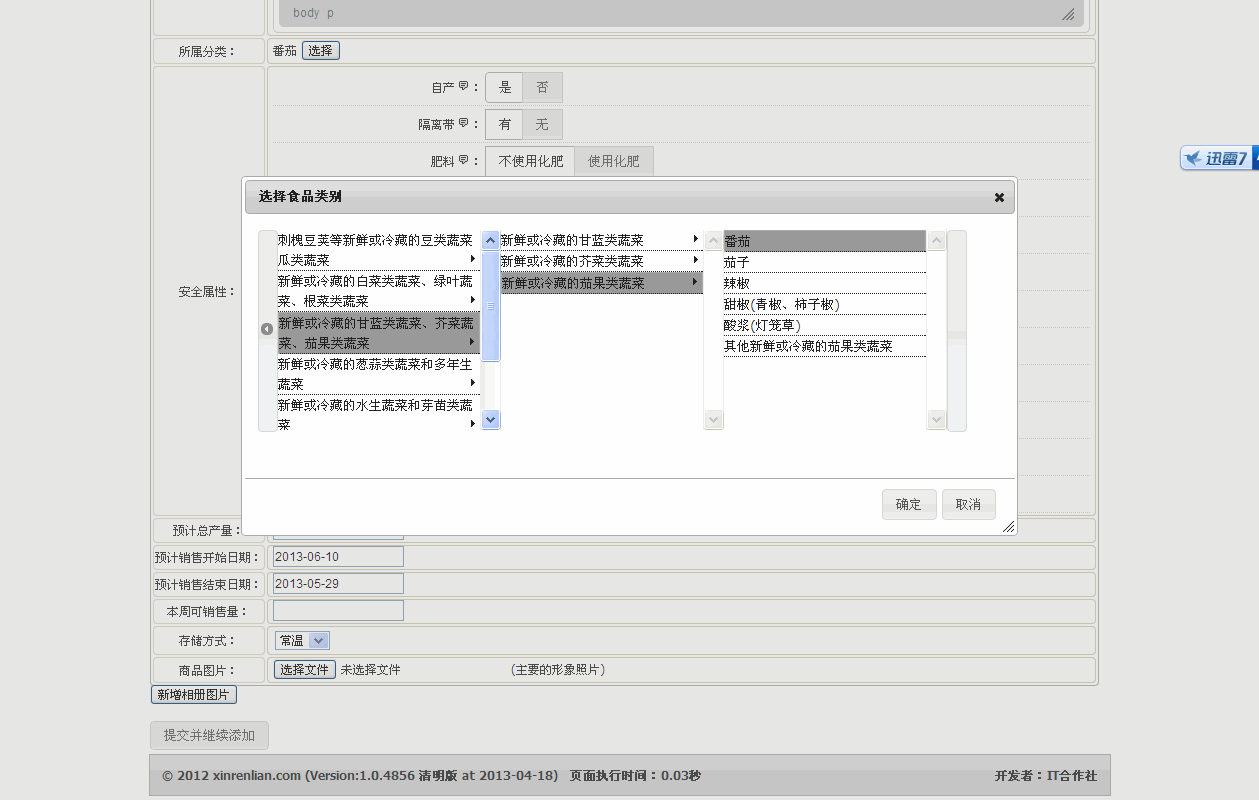 body p
所属分类： 番茄 选择
自产 ： 是 否
隔离带 ： 有 无
肥料 ： 不使用化肥 使用化肥
迅雷7
安全属性：
选择食品类别
刺槐豆荚等新鲜或冷藏的豆类蔬菜
瓜类蔬菜
新鲜或冷藏的白菜类蔬菜、绿叶蔬
菜、根菜类蔬菜
新鲜或冷藏的甘蓝类蔬菜、芥菜蔬
菜、茄果类蔬菜
新鲜或冷藏的葱蒜类蔬菜和多年生
蔬菜
新鲜或冷藏的水生蔬菜和芽苗类蔬
菜
新鲜或冷藏的甘蓝类蔬菜
新鲜或冷藏的芥菜类蔬菜
新鲜或冷藏的茄果类蔬菜
番茄
茄子
辣椒
甜椒(青椒、柿子椒)
酸浆(灯笼草)
其他新鲜或冷藏的茄果类蔬菜
确定 取消
预计总产量：
预计销售开始日期： 2013-06-10
预计销售结束日期： 2013-05-29
本周可销售量：
存储方式： 常温
商品图片： 选择文件 未选择文件 (主要的形象照片)
新增相册图片
提交并继续添加
© 2012 xinrenlian.com (Version:1.0.4856 清明版 at 2013-04-18) 页面执行时间：0.03秒 开发者：IT合作社